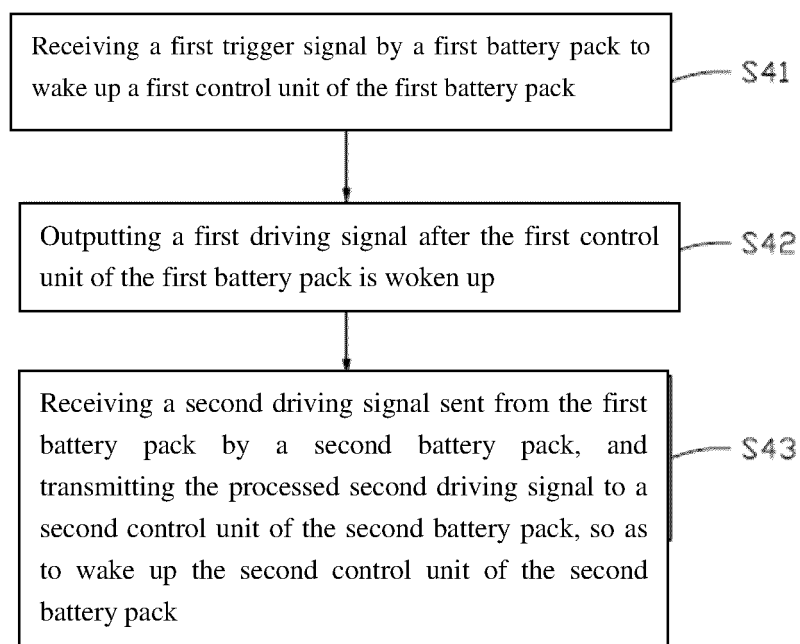 Receiving a first trigger signal by a first battery pack to
wake up a first control unit of the first battery pack
S41
Outputting a first driving signal after the first control
unit of the first battery pack is woken up
S42
Receiving a second driving signal sent from the first
battery pack by a second battery pack, and
transmitting the processed second driving signal to a
second control unit of the second battery pack, so as
to wake up the second control unit of the second
battery pack
S43